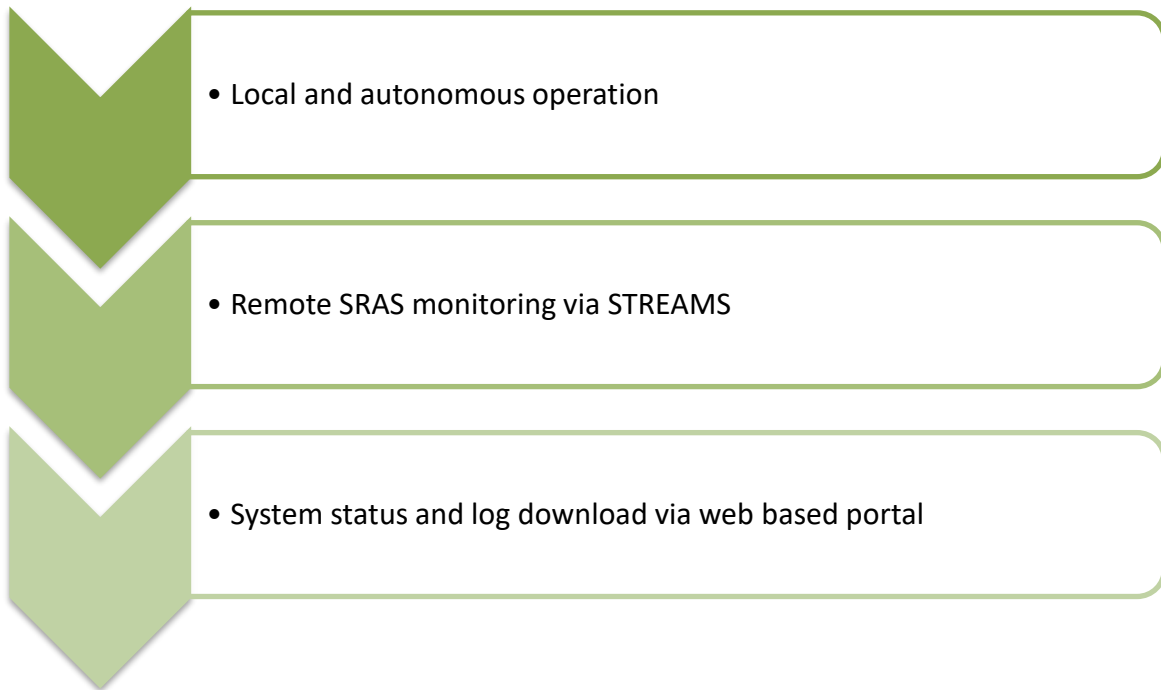 • Local and autonomous operation
• Remote SRAS monitoring via STREAMS
• System status and log download via web based portal